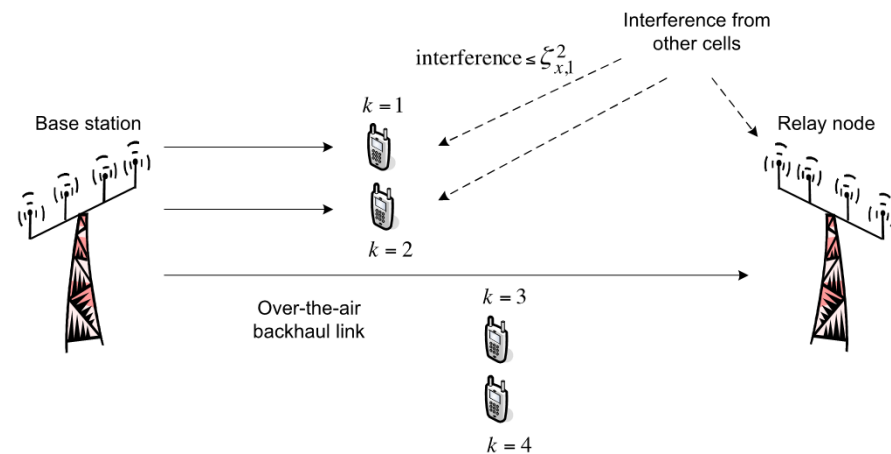 Interference from
other cells
interference ≤ ζ²ₓ,₁
k = 1
Base station
Relay node
k = 2
k = 3
Over-the-air
backhaul link
k = 4